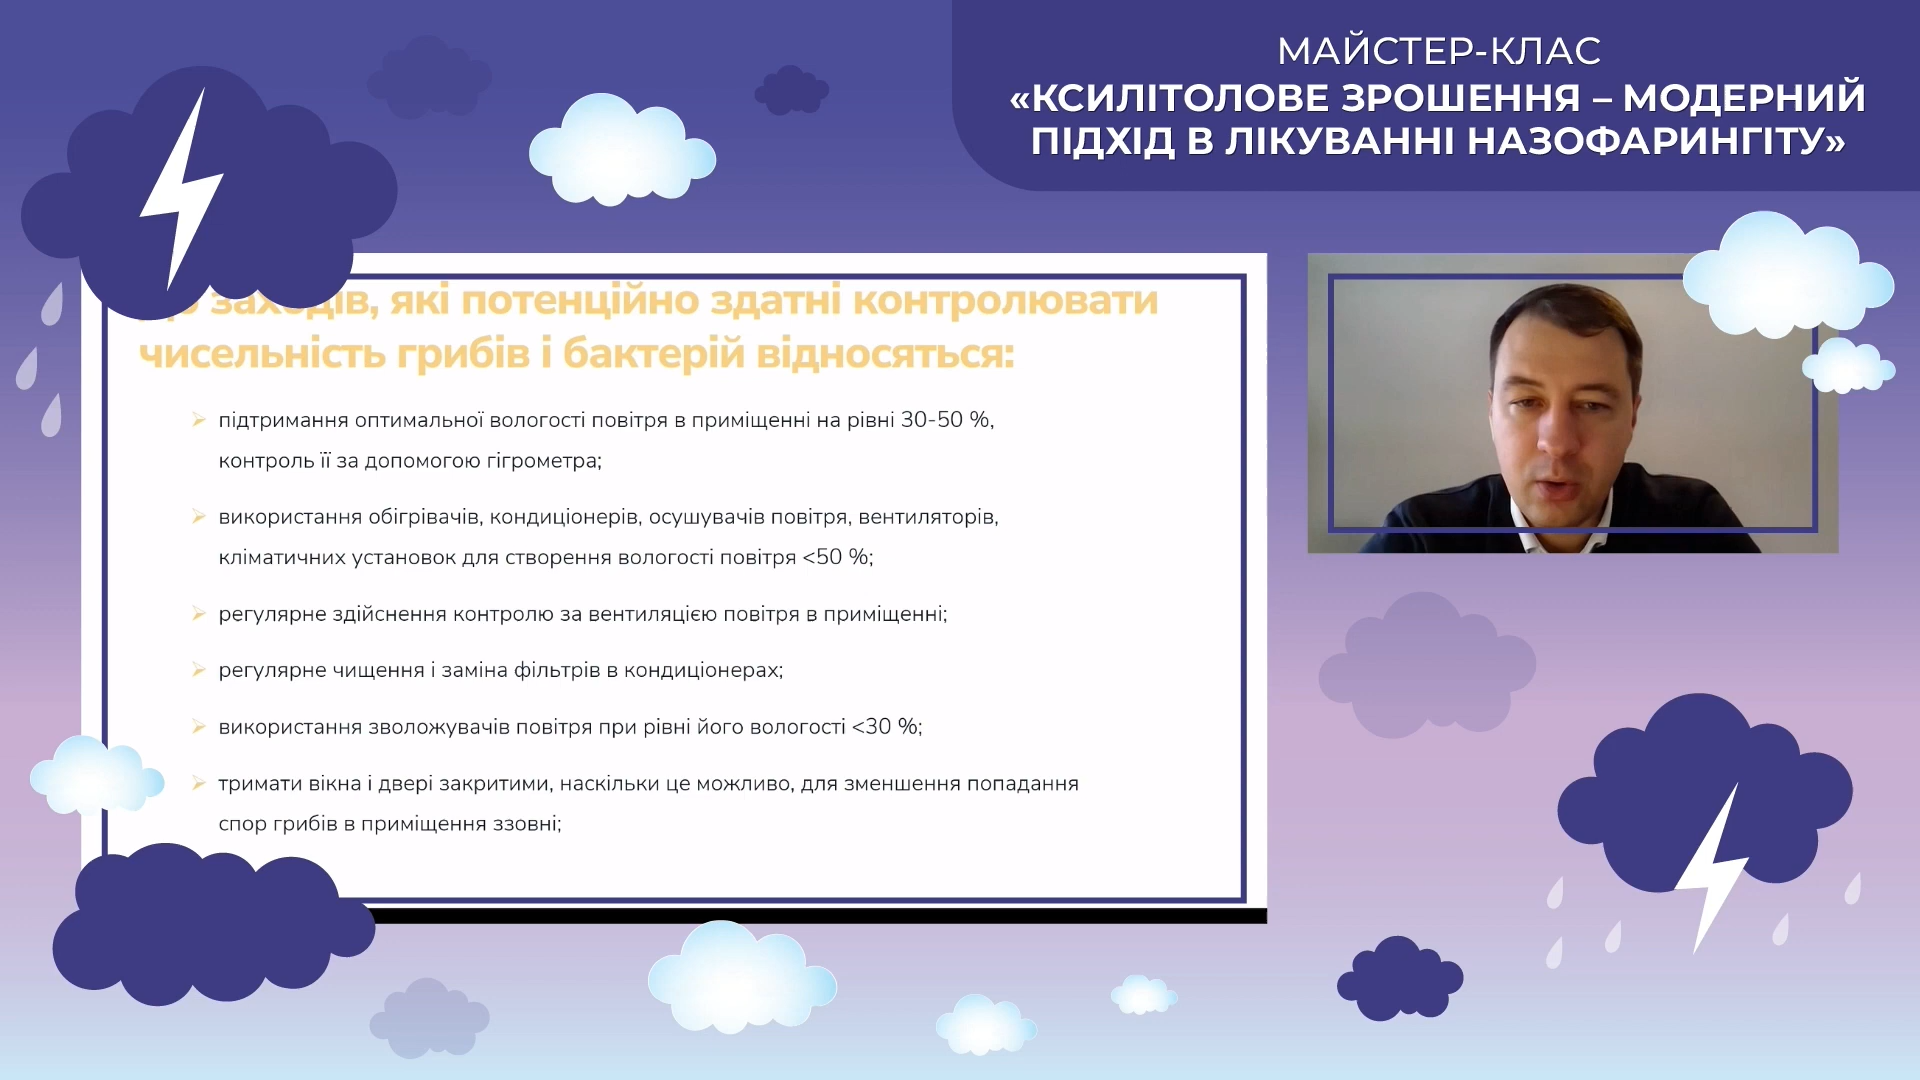 МАЙСТЕР-КЛАС
«КСИЛІТОЛОВЕ ЗРОШЕННЯ – МОДЕРНИЙ
ПІДХІД В ЛІКУВАННІ НАЗОФАРИНГІТУ»
заходів, які потенційно здатні контролювати
чисельність грибів і бактерій відносяться:
підтримання оптимальної вологості повітря в приміщенні на рівні 30-50 %,
контроль її за допомогою гігрометра;
використання обігрівачів, кондиціонерів, осушувачів повітря, вентиляторів,
кліматичних установок для створення вологості повітря <50 %;
регулярне здійснення контролю за вентиляцією повітря в приміщенні;
регулярне чищення і заміна фільтрів в кондиціонерах;
використання зволожувачів повітря при рівні його вологості <30 %;
тримати вікна і двері закритими, наскільки це можливо, для зменшення попадання
спор грибів в приміщення ззовні;